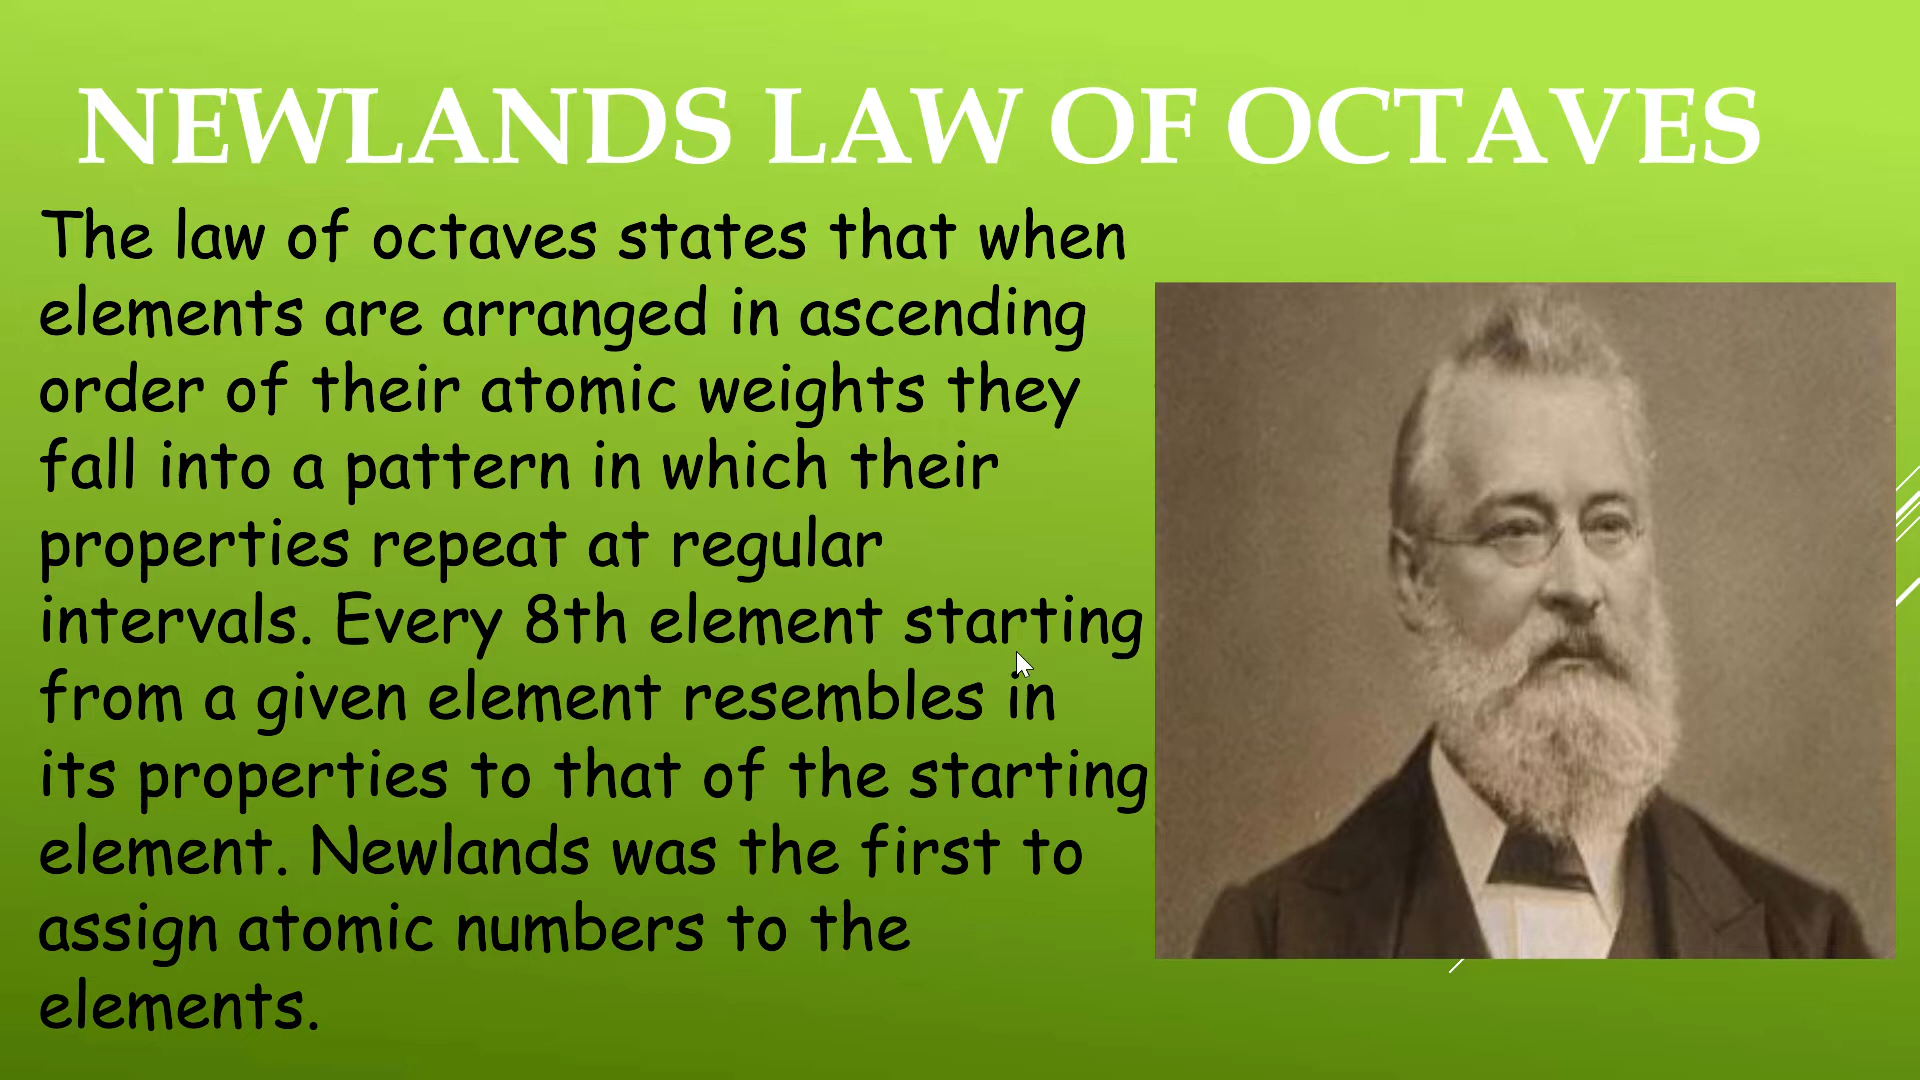 NEWLANDS LAW OF OCTAVES
The law of octaves states that when
elements are arranged in ascending
order of their atomic weights they
fall into a pattern in which their
properties repeat at regular
intervals. Every 8th element starting
from a given element resembles in
its properties to that of the starting
element. Newlands was the first to
assign atomic numbers to the
elements.